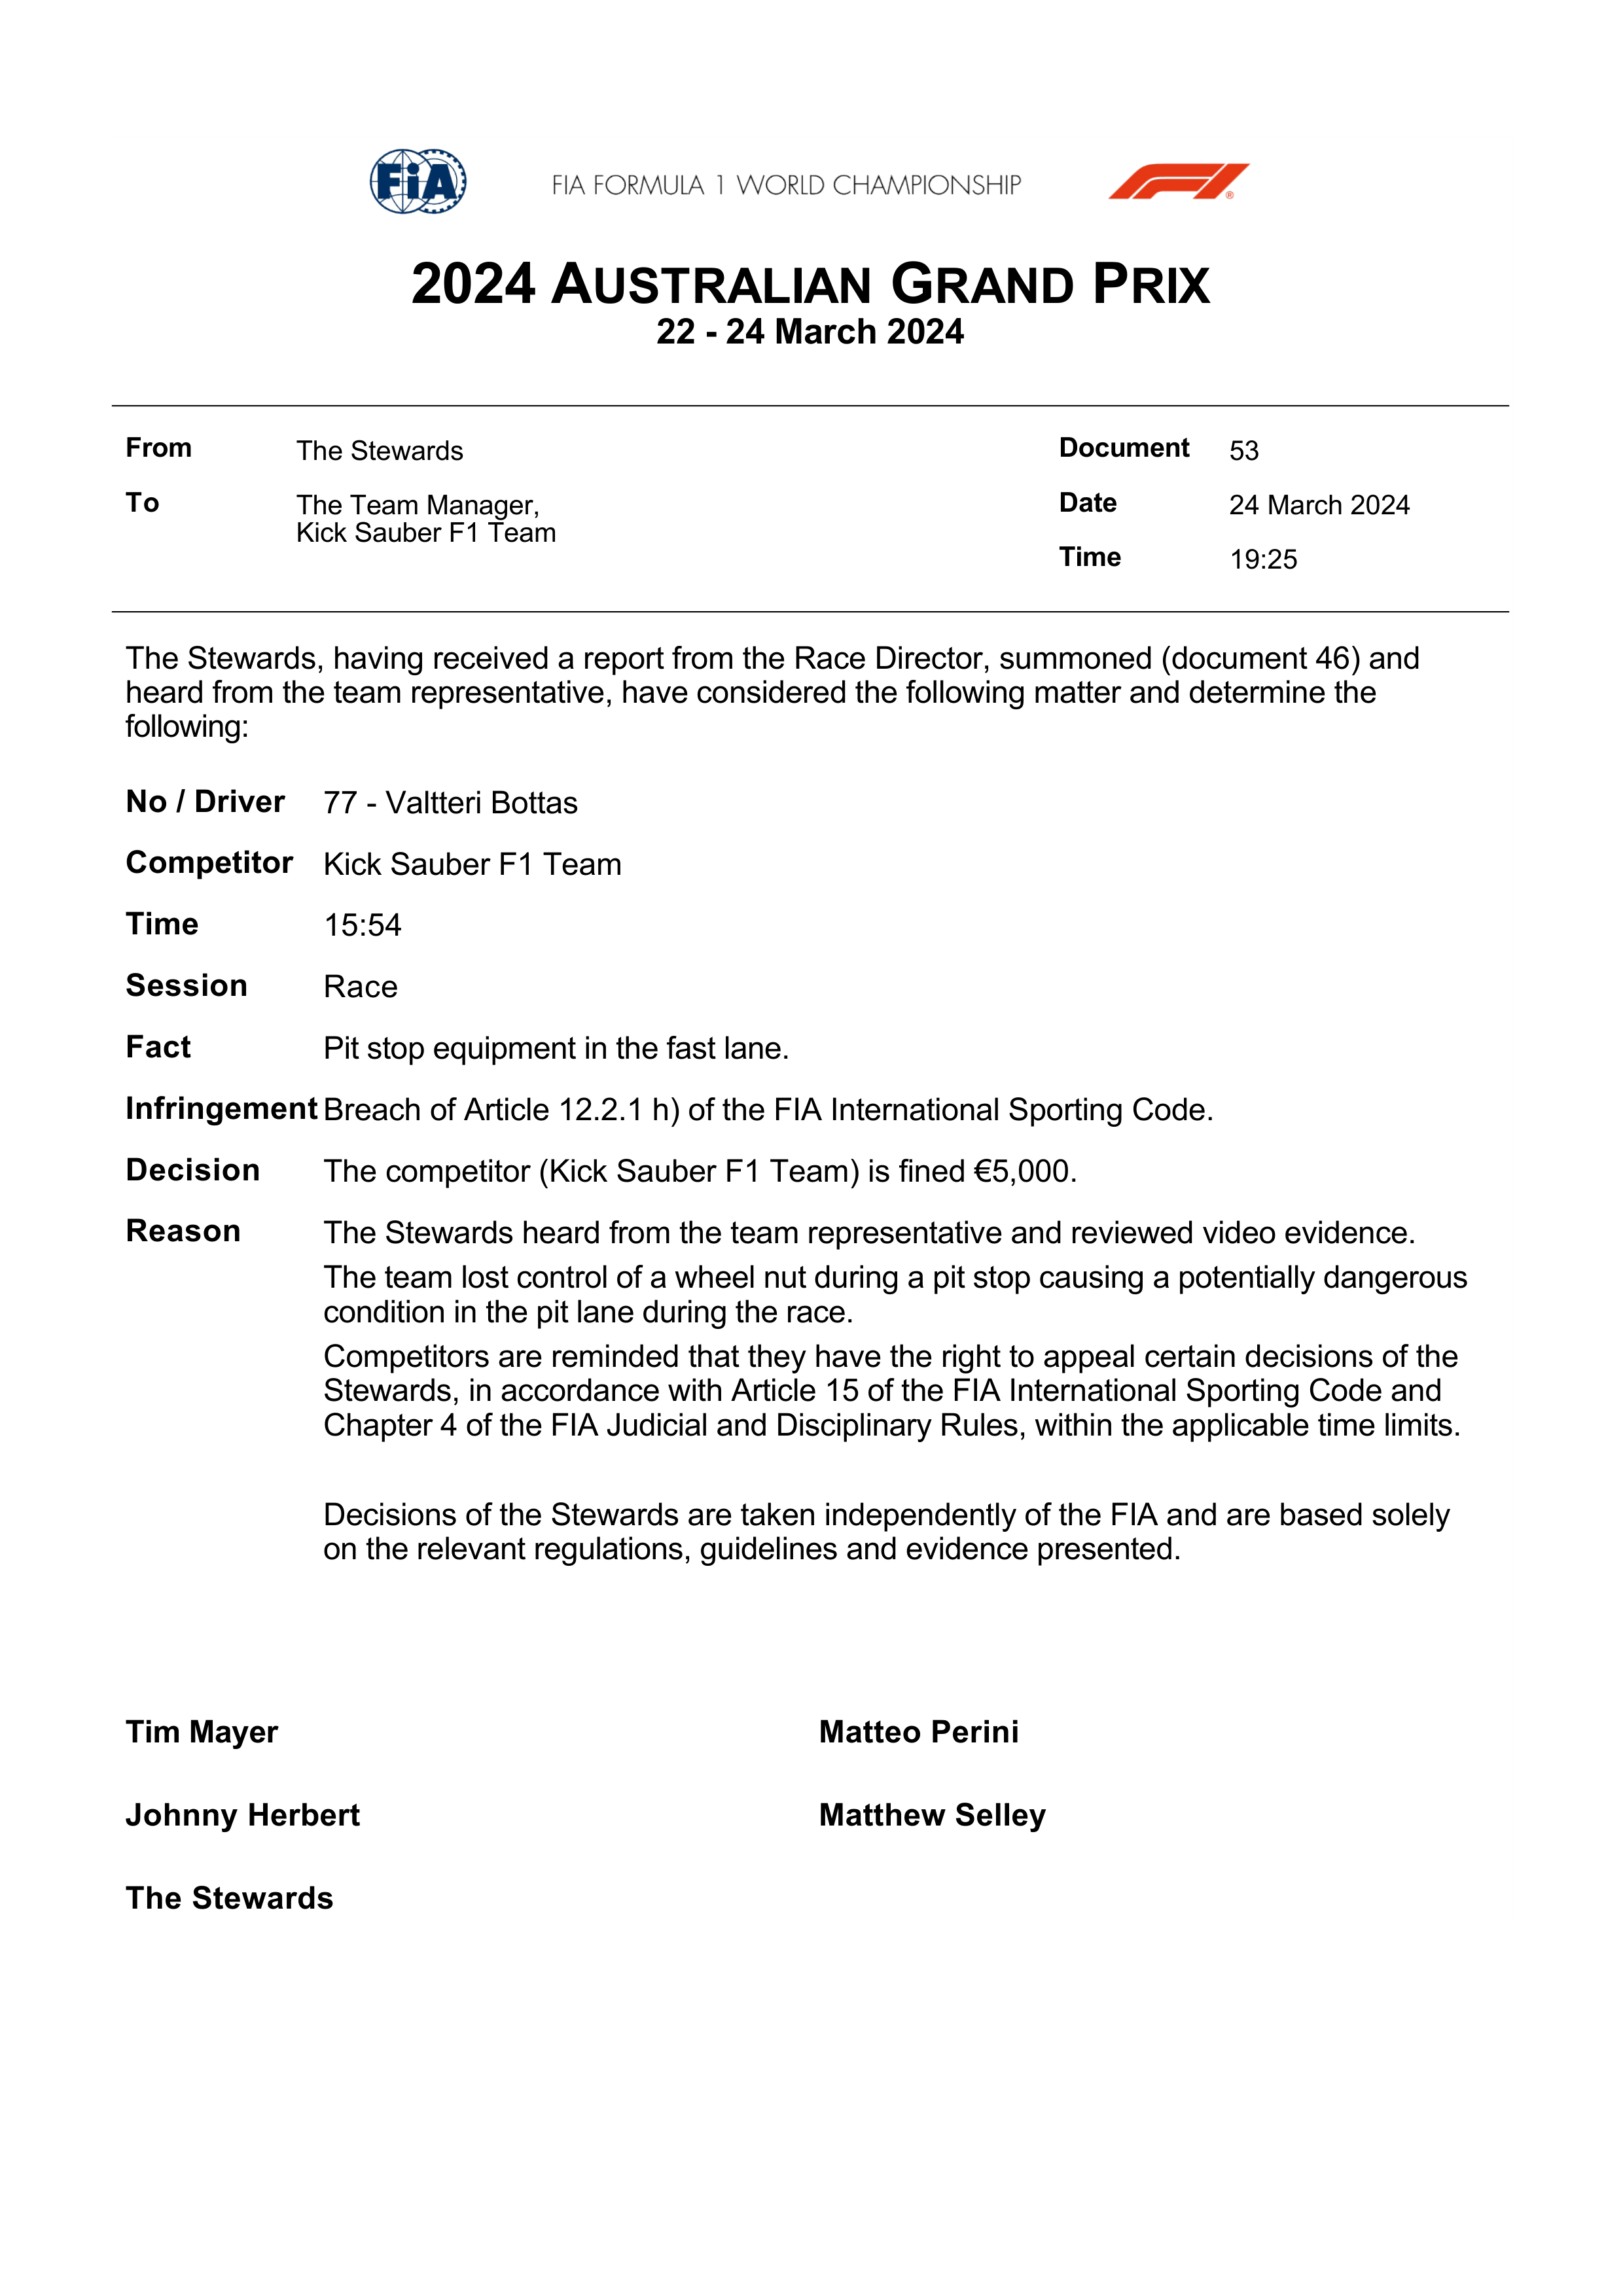 FiA
FIA FORMULA 1 WORLD CHAMPIONSHIP
F1®
2024 AUSTRALIAN GRAND PRIX
22 - 24 March 2024
From The Stewards
Document 53
To The Team Manager,
Kick Sauber F1 Team
Date 24 March 2024
Time 19:25
The Stewards, having received a report from the Race Director, summoned (document 46) and
heard from the team representative, have considered the following matter and determine the
following:
No / Driver 77 - Valtteri Bottas
Competitor Kick Sauber F1 Team
Time 15:54
Session Race
Fact Pit stop equipment in the fast lane.
Infringement Breach of Article 12.2.1 h) of the FIA International Sporting Code.
Decision The competitor (Kick Sauber F1 Team) is fined €5,000.
Reason The Stewards heard from the team representative and reviewed video evidence.
The team lost control of a wheel nut during a pit stop causing a potentially dangerous
condition in the pit lane during the race.
Competitors are reminded that they have the right to appeal certain decisions of the
Stewards, in accordance with Article 15 of the FIA International Sporting Code and
Chapter 4 of the FIA Judicial and Disciplinary Rules, within the applicable time limits.
Decisions of the Stewards are taken independently of the FIA and are based solely
on the relevant regulations, guidelines and evidence presented.
Tim Mayer
Matteo Perini
Johnny Herbert
Matthew Selley
The Stewards